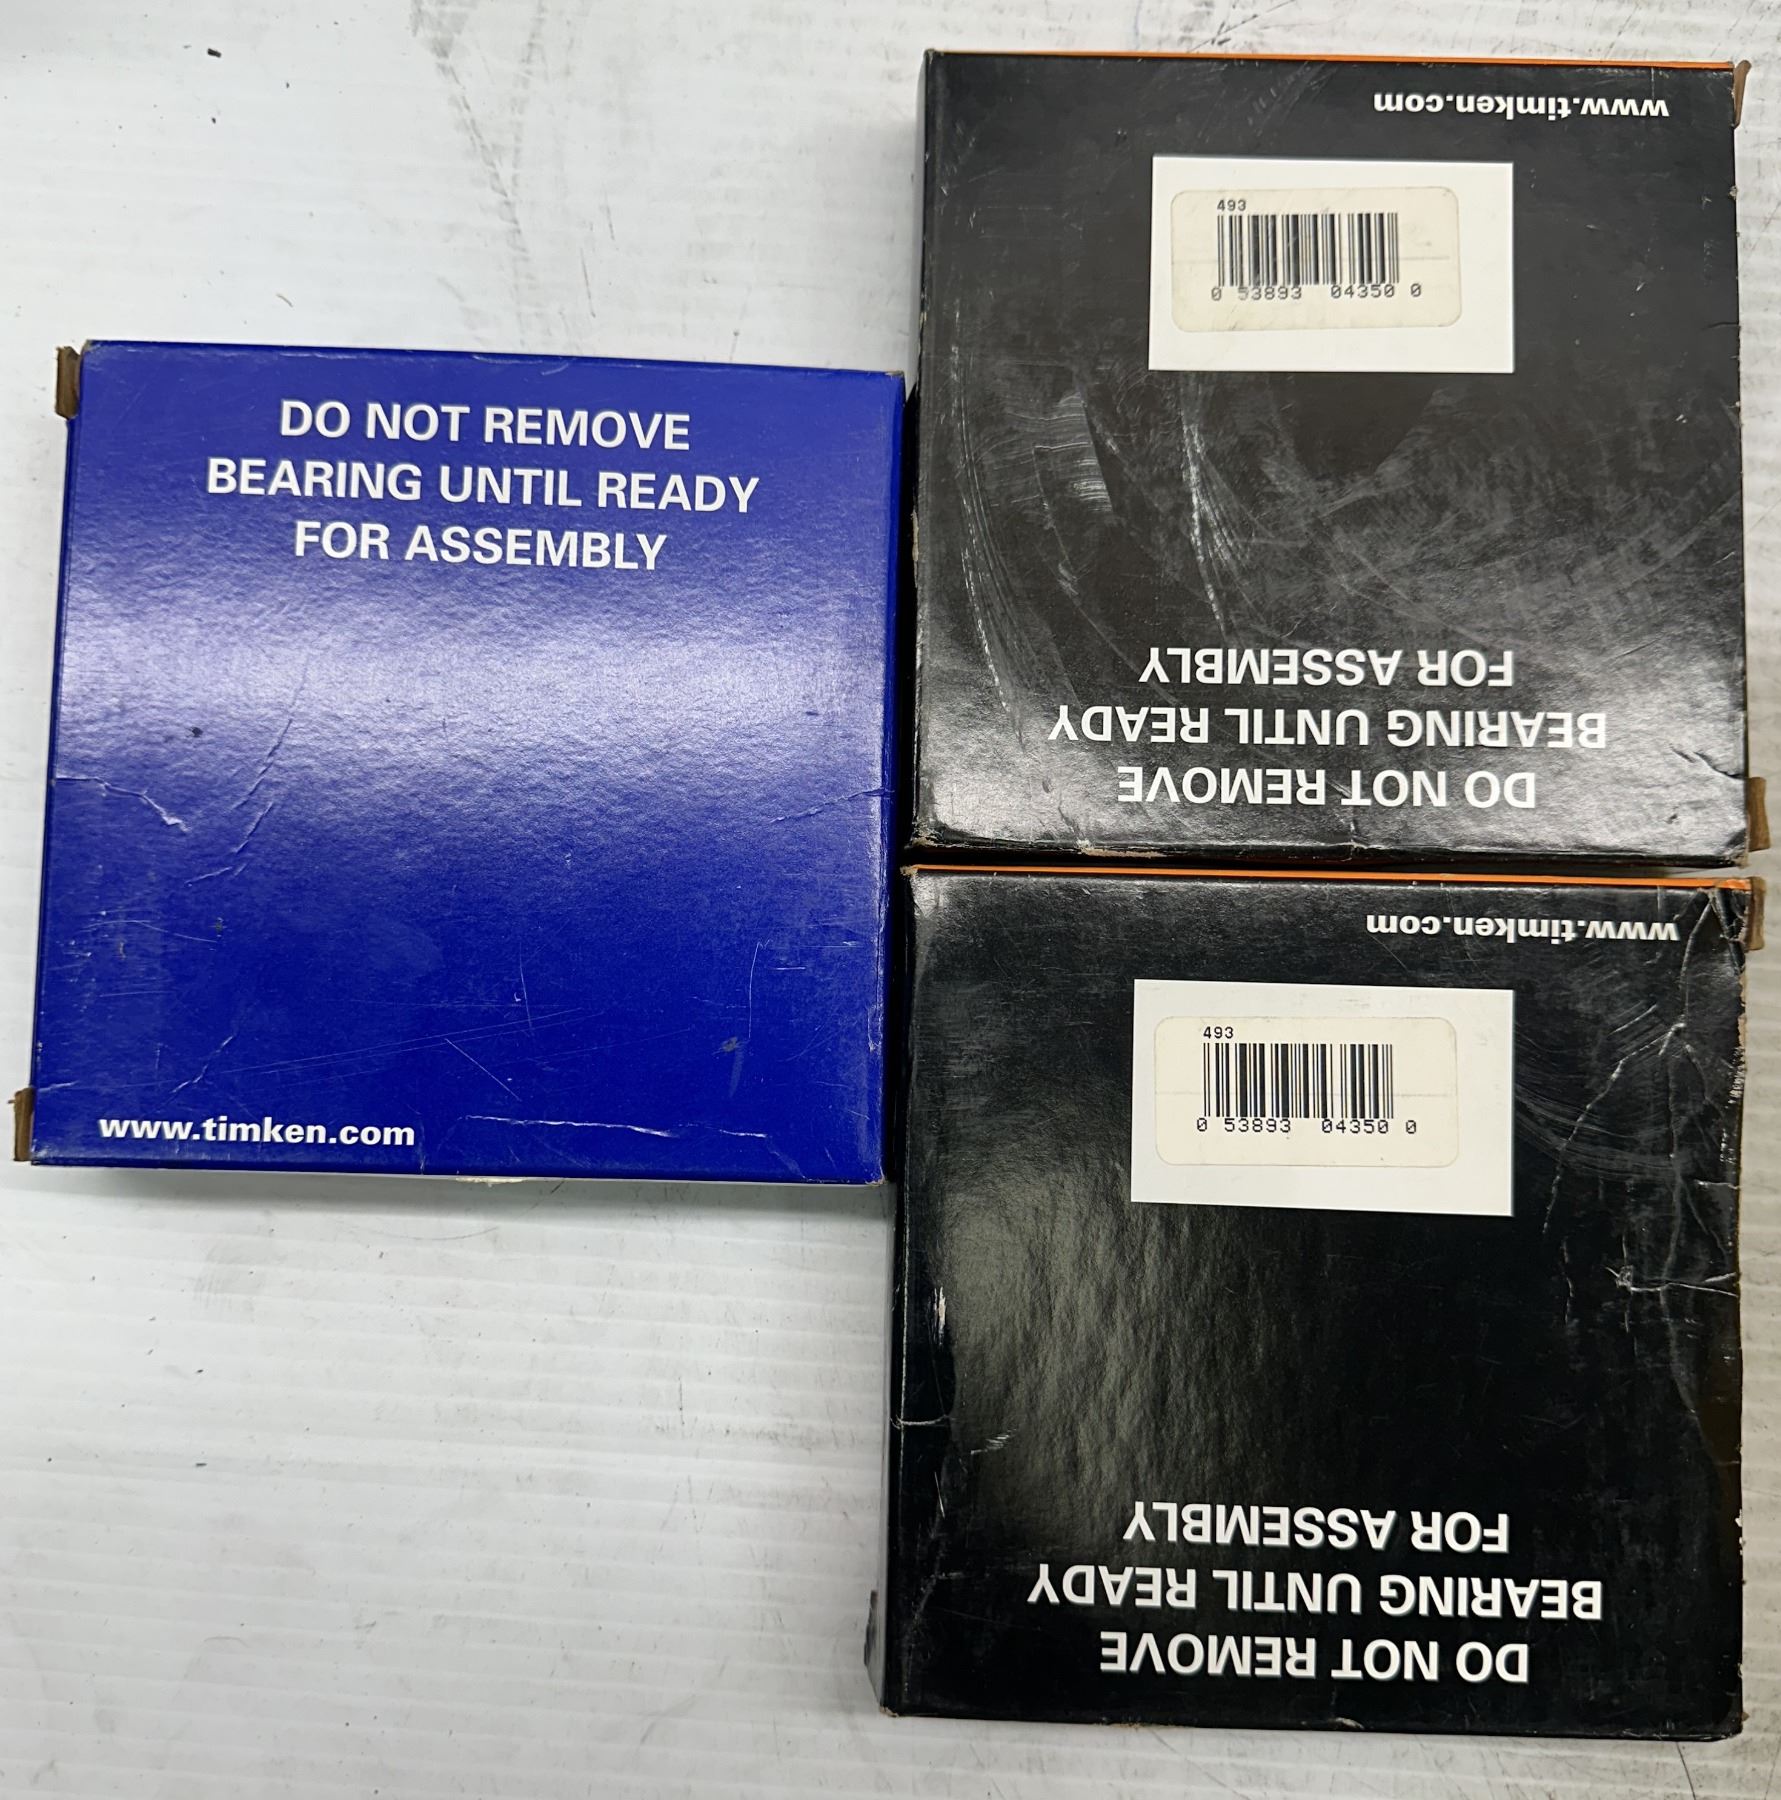 DO NOT REMOVE
BEARING UNTIL READY
FOR ASSEMBLY
www.timken.com
www.timken.com
493
0 53893 04350 0
DO NOT REMOVE
BEARING UNTIL READY
FOR ASSEMBLY
www.timken.com
493
0 53893 04350 0
DO NOT REMOVE
BEARING UNTIL READY
FOR ASSEMBLY